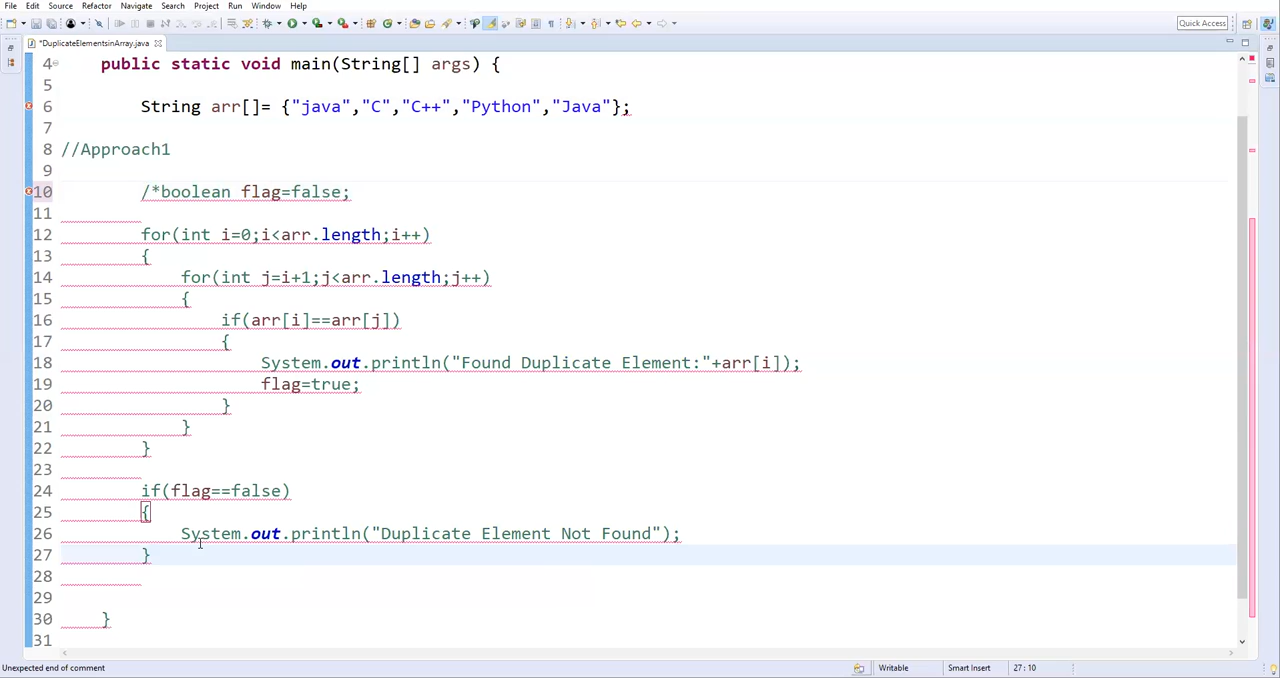 File Edit Source Refactor Navigate Search Project Run Window Help
Quick Access
*DuplicateElementsinArray.java
4 public static void main(String[] args) {
5
6 String arr[]= {"java","C","C++","Python","Java"};
7
8 //Approach1
9
10 /*boolean flag=false;
11
12 for(int i=0;i<arr.length;i++)
13 {
14 for(int j=i+1;j<arr.length;j++)
15 {
16 if(arr[i]==arr[j])
17 {
18 System.out.println("Found Duplicate Element:"+arr[i]);
19 flag=true;
20 }
21 }
22 }
23
24 if(flag==false)
25 {
26 System.out.println("Duplicate Element Not Found");
27 }
28
29
30 }
31
Unexpected end of comment Writable Smart Insert 27 : 10